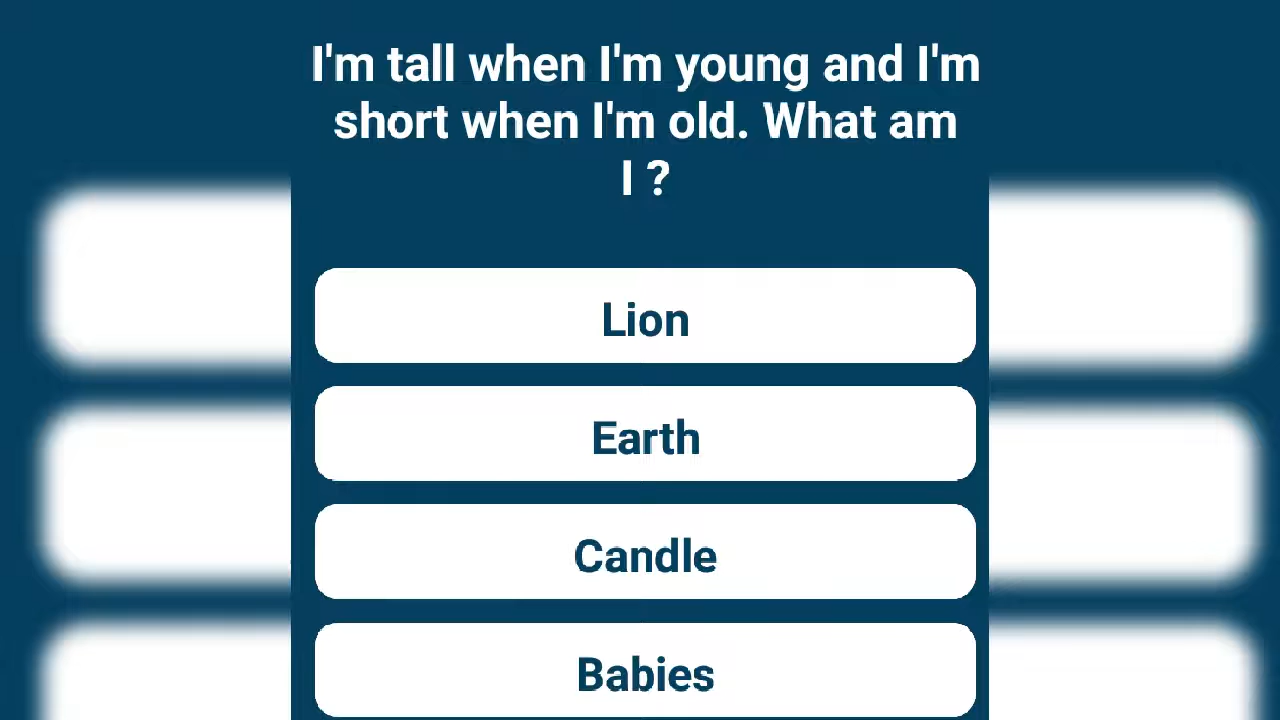 I'm tall when I'm young and I'm
short when I'm old. What am
I ?
Lion
Earth
Candle
Babies